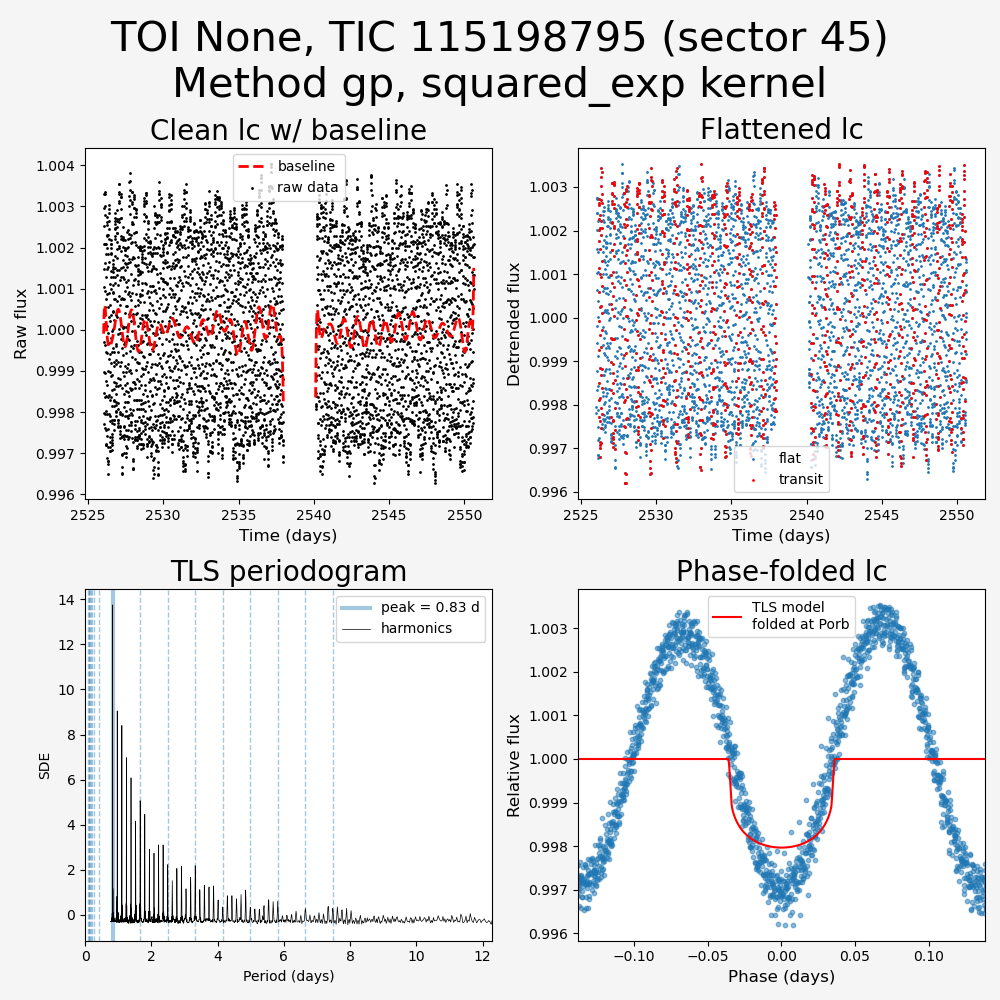 TOI None, TIC 115198795 (sector 45)
Method gp, squared_exp kernel
Clean lc w/ baseline
Flattened lc
1.004
1.003
1.002
1.001
1.000
0.999
0.998
0.997
0.996
Raw flux
baseline
raw data
2525
2530
2535
2540
2545
2550
Time (days)
1.003
1.002
1.001
1.000
0.999
0.998
0.997
0.996
Detrended flux
flat
transit
2525
2530
2535
2540
2545
2550
Time (days)
TLS periodogram
Phase-folded lc
14
12
10
8
6
4
2
0
SDE
peak = 0.83 d
harmonics
0
2
4
6
8
10
12
Period (days)
1.003
1.002
1.001
1.000
0.999
0.998
0.997
0.996
Relative flux
TLS model
folded at Porb
−0.10
−0.05
0.00
0.05
0.10
Phase (days)